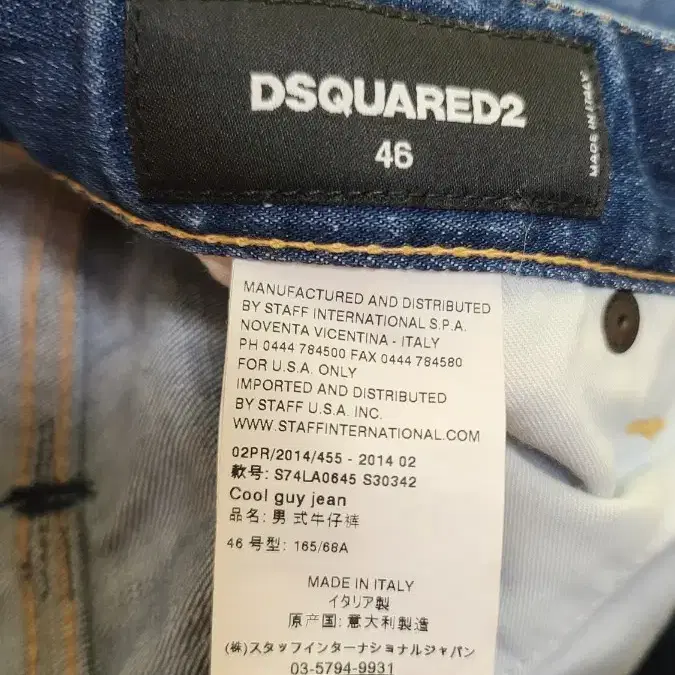 DSQUARED2
46
MADE IN ITALY
MANUFACTURED AND DISTRIBUTED
BY STAFF INTERNATIONAL S.P.A.
NOVENTA VICENTINA - ITALY
PH 0444 784500 FAX 0444 784580
FOR U.S.A. ONLY
IMPORTED AND DISTRIBUTED
BY STAFF U.S.A. INC.
WWW.STAFFINTERNATIONAL.COM
02PR/2014/455 - 2014 02
款号: S74LA0645 S30342
Cool guy jean
品名: 男 式牛仔裤
46 号型: 165/68A
MADE IN ITALY
イタリア製
原产国: 意大利製造
(株)スタッフインターナショナルジャパン
03-5794-9931